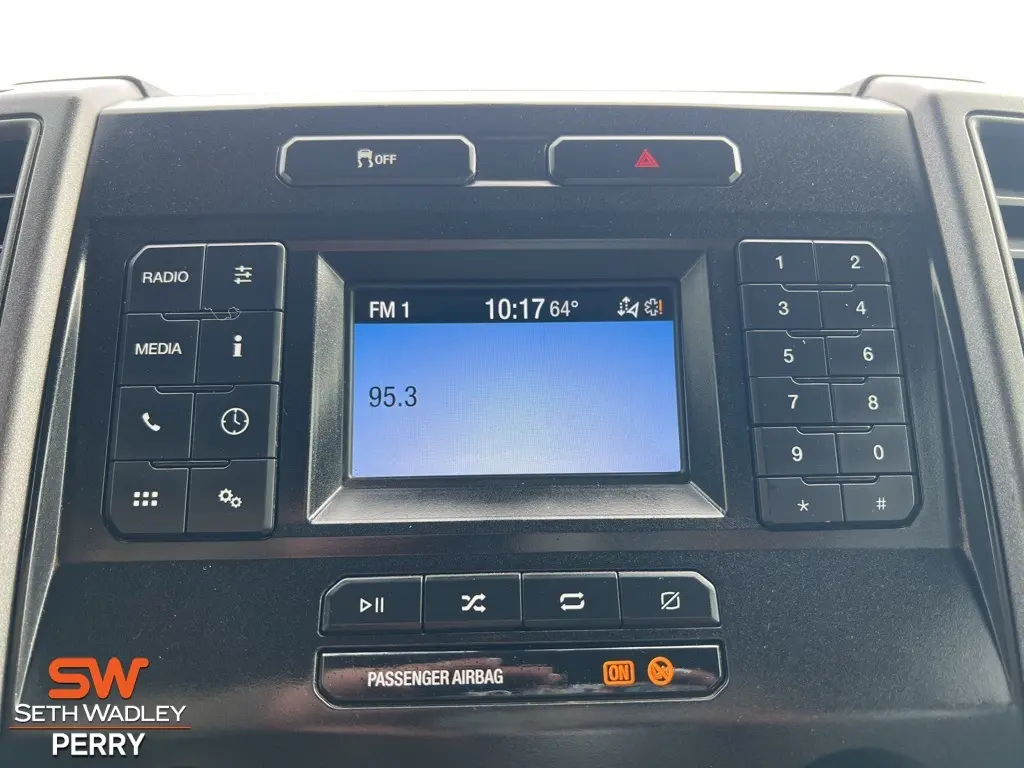 OFF
RADIO
MEDIA
i
FM 1 10:17 64° !
95.3
1 2
3 4
5 6
7 8
9 0
* #
PASSENGER AIRBAG ON
SW
SETH WADLEY
PERRY